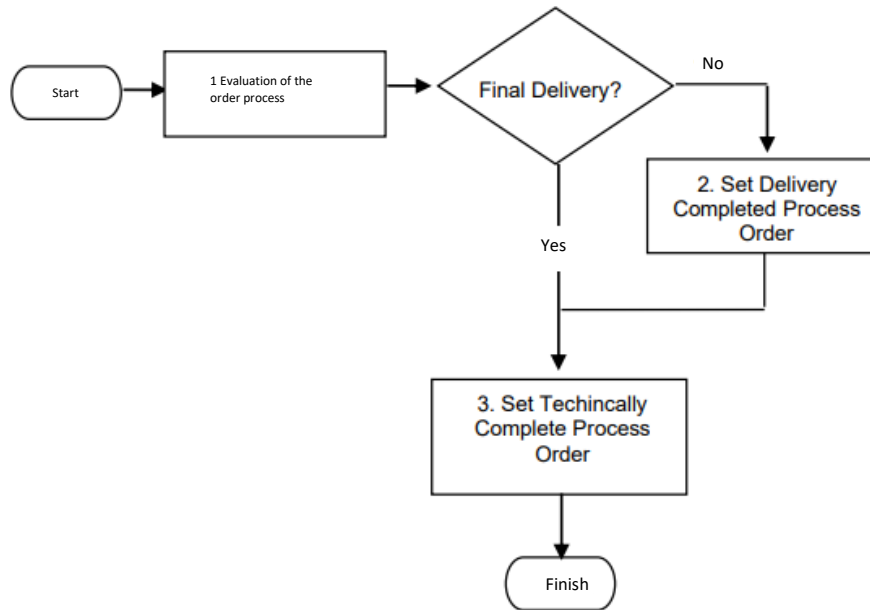 Start
1 Evaluation of the
order process
Final Delivery?
No
2. Set Delivery
Completed Process
Order
Yes
3. Set Techincally
Complete Process
Order
Finish